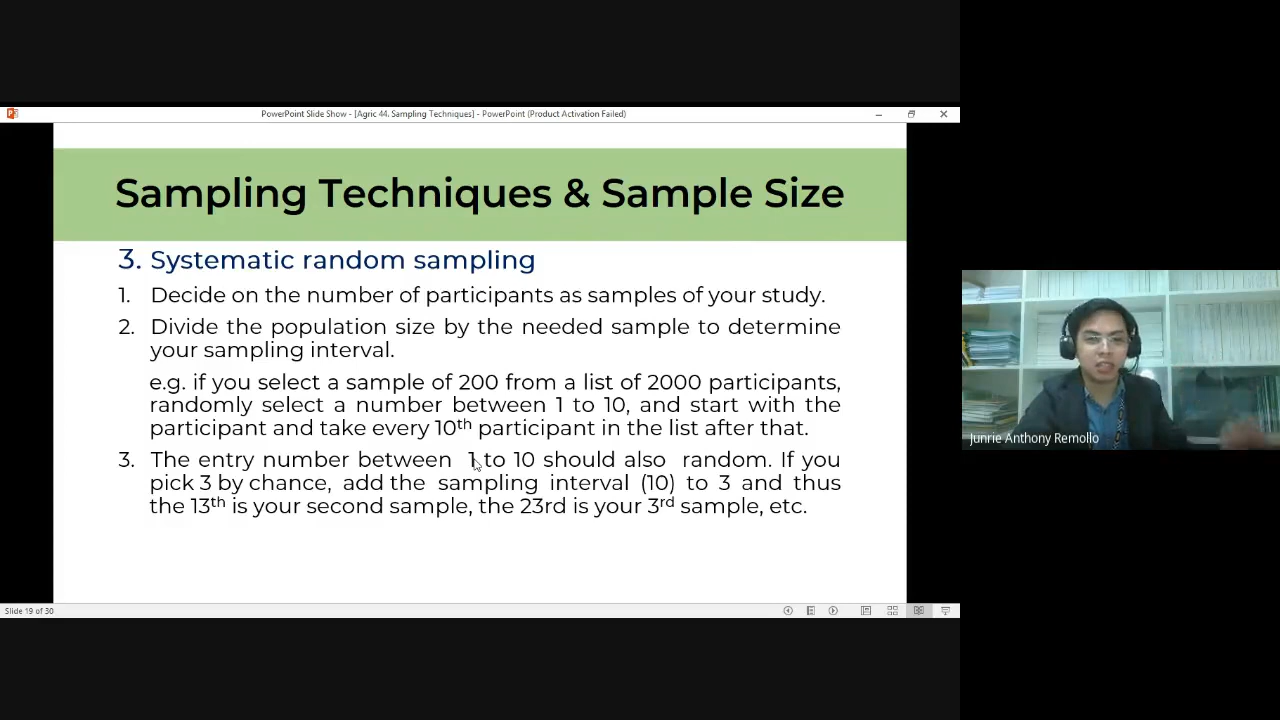 PowerPoint Slide Show - [Agric 44. Sampling Techniques] - PowerPoint (Product Activation Failed)
Sampling Techniques & Sample Size
3. Systematic random sampling
1. Decide on the number of participants as samples of your study.
2. Divide the population size by the needed sample to determine
your sampling interval.
e.g. if you select a sample of 200 from a list of 2000 participants,
randomly select a number between 1 to 10, and start with the
participant and take every 10th participant in the list after that.
3. The entry number between 1 to 10 should also random. If you
pick 3 by chance, add the sampling interval (10) to 3 and thus
the 13th is your second sample, the 23rd is your 3rd sample, etc.
Junrie Anthony Remollo
Slide 19 of 30